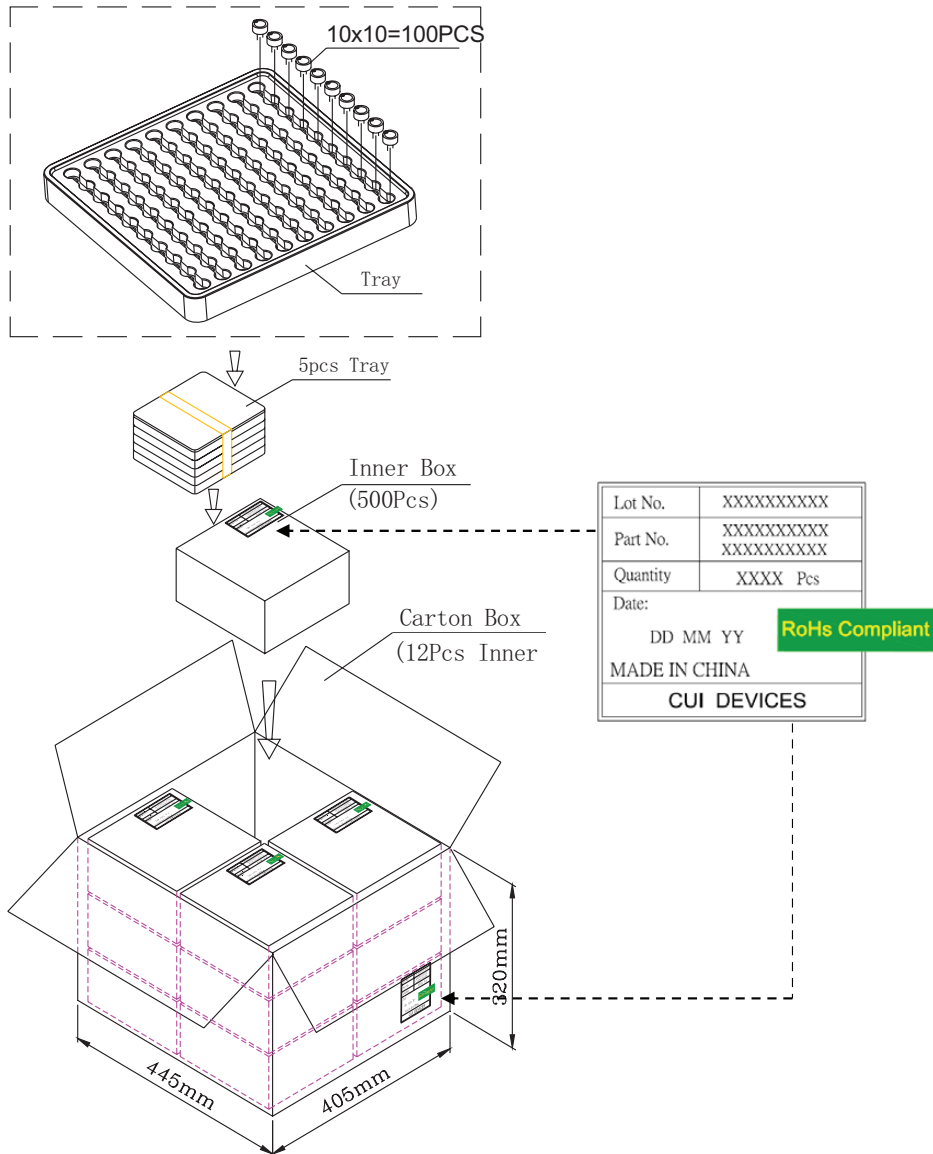 10x10=100PCS
Tray
5pcs Tray
Inner Box
(500Pcs)
Lot No. XXXXXXXXXX
Part No. XXXXXXXXXX
XXXXXXXXXX
Quantity XXXX Pcs
Date:
DD MM YY
RoHs Compliant
MADE IN CHINA
CUI DEVICES
Carton Box
(12Pcs Inner
320mm
445mm
405mm